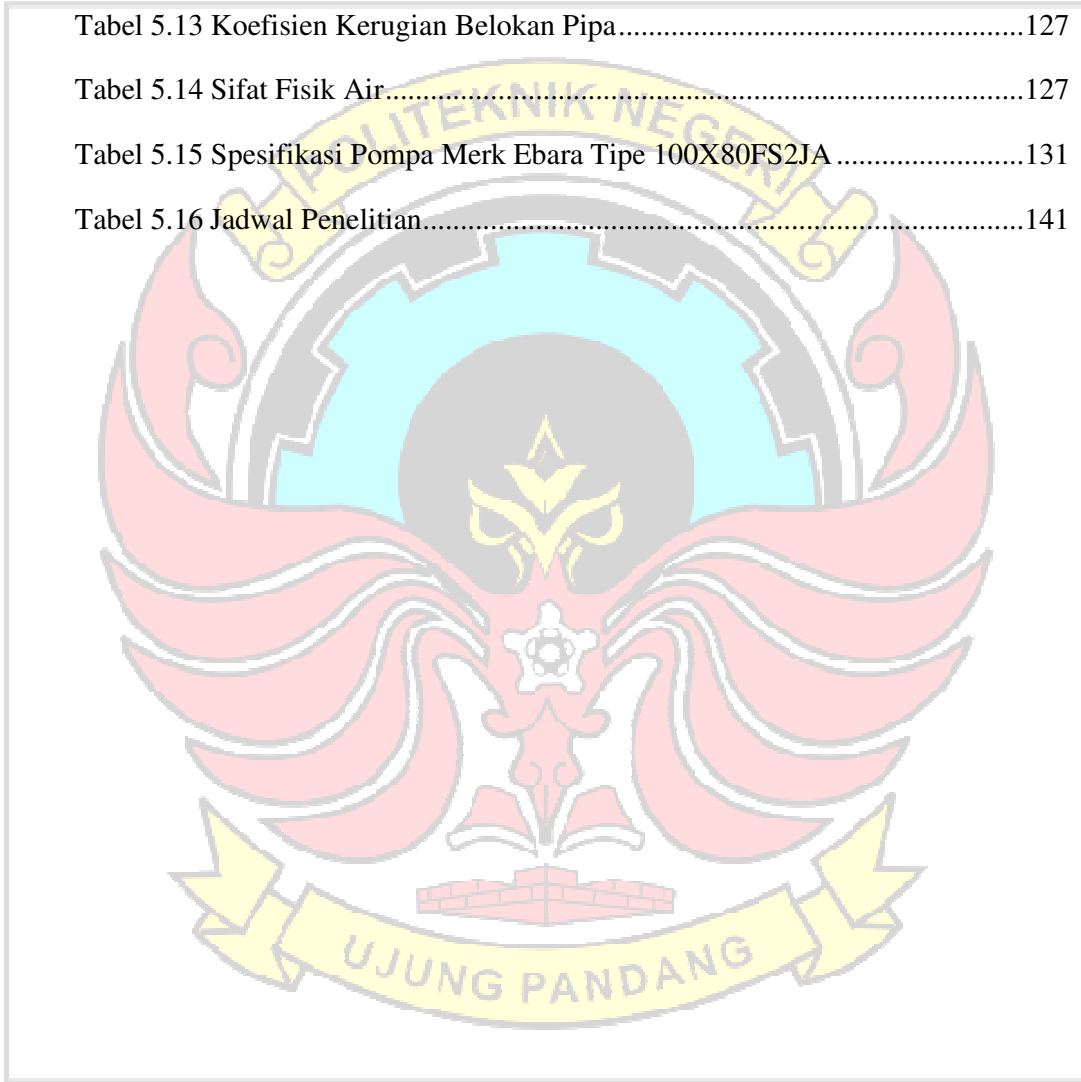 Tabel 5.13 Koefisien Kerugian Belokan Pipa....................................................127
Tabel 5.14 Sifat Fisik Air..................................................................................127
Tabel 5.15 Spesifikasi Pompa Merk Ebara Tipe 100X80FS2JA........................131
Tabel 5.16 Jadwal Penelitian.............................................................................141
POLITEKNIK NEGERI
UJUNG PANDANG